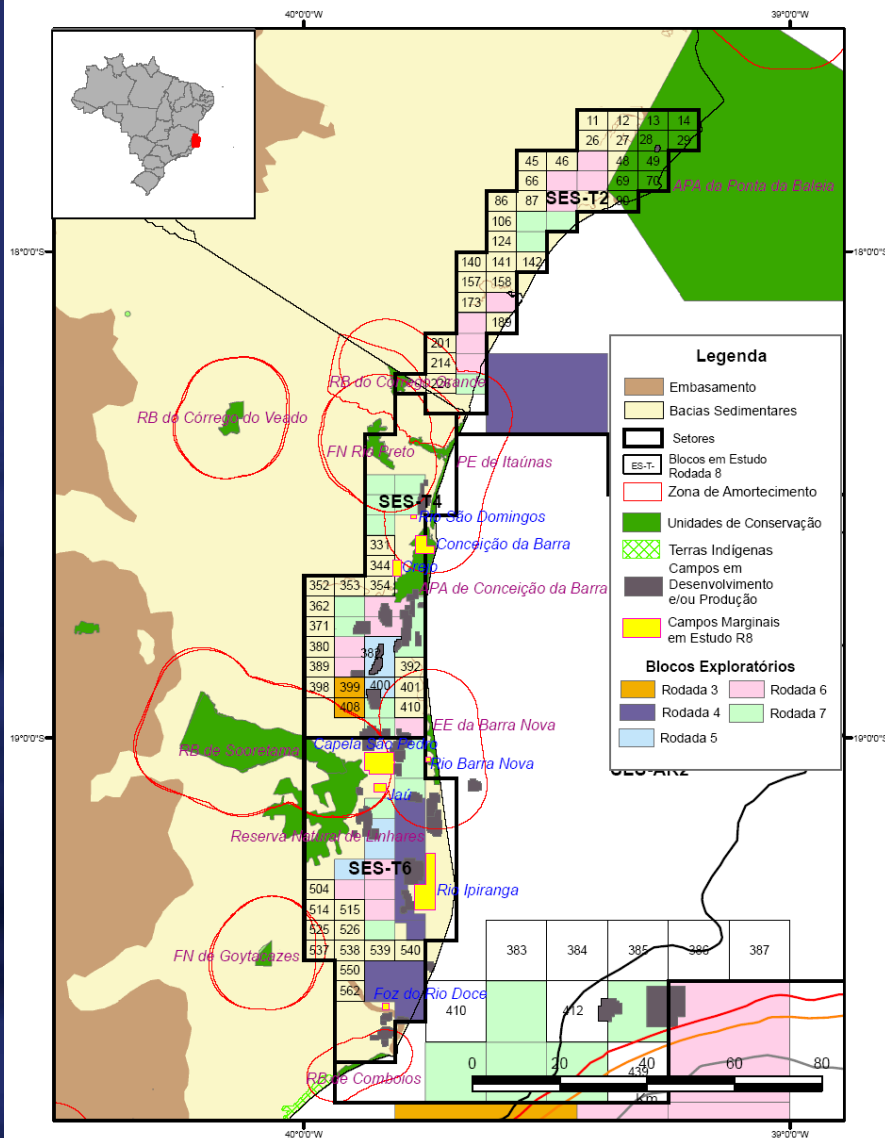 40°0'0"W
39°0'0"W
11 12 13 14
26 27 28 29
45 46 48 49
66 69 70
APA da Ponta da Baleia
86 87 SES-T2 90
106
124
18°0'0"S
18°0'0"S
140 141 142
157 158
173
189
201
214
226
RB do Córrego Grande
RB do Córrego do Veado
FN Rio Preto
PE de Itaúnas
SES-T4
Rio São Domingos
331
Conceição da Barra
344
Creio
352 353 354
APA de Conceição da Barra
362
371
380
383
389
392
398 399 400 401
408 410
EE da Barra Nova
19°0'0"S
19°0'0"S
RB de Sooretama
Capela São Pedro
Rio Barra Nova
SES-AR2
Jaú
Reserva Natural de Linhares
SES-T6
504
Rio Ipiranga
514 515
525 526
537 538 539 540
FN de Goytacazes
550
562
Foz do Rio Doce
RB de Comboios
383 384 385 386 387
410 412
439
0 20 40 60 80
Km
40°0'0"W
39°0'0"W
Legenda
Embasamento
Bacias Sedimentares
Setores
ES-T-
Blocos em Estudo
Rodada 8
Zona de Amortecimento
Unidades de Conservação
Terras Indígenas
Campos em
Desenvolvimento
e/ou Produção
Campos Marginais
em Estudo R8
Blocos Exploratórios
Rodada 3 Rodada 6
Rodada 4 Rodada 7
Rodada 5